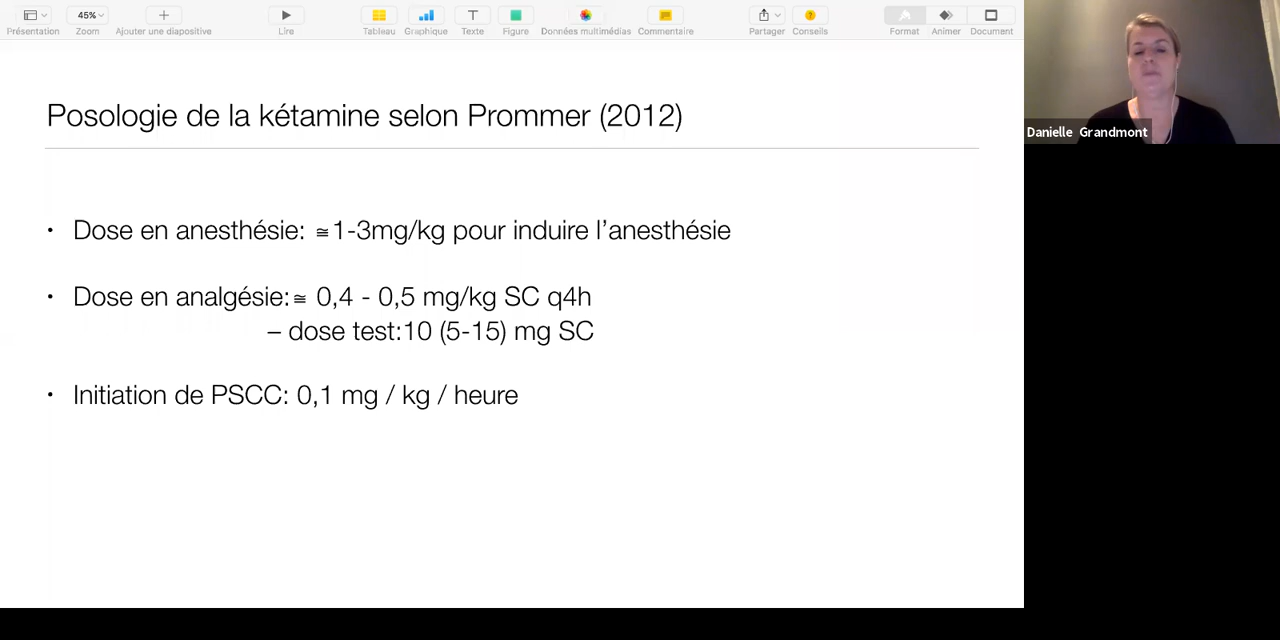 45%
Présentation Zoom Ajouter une diapositive Lire Tableau Graphique Texte Figure Données multimédias Commentaire Partager Conseils Format Animer Document
Danielle Grandmont
Posologie de la kétamine selon Prommer (2012)
• Dose en anesthésie: ≅1-3mg/kg pour induire l’anesthésie
• Dose en analgésie:≅ 0,4 - 0,5 mg/kg SC q4h
– dose test:10 (5-15) mg SC
• Initiation de PSCC: 0,1 mg / kg / heure